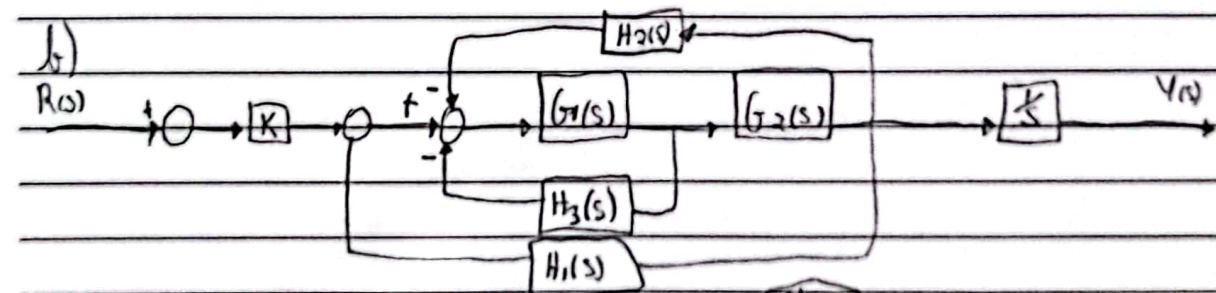 H2(s)
b)
R(s) + K + - G1(s) G2(s) 1/s Y(s)
-
H3(s)
H1(s)